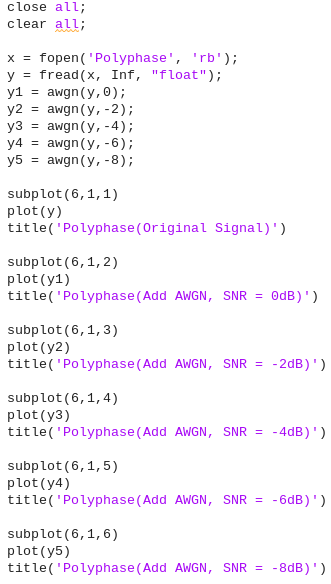 close all;
clear all;
x = fopen('Polyphase', 'rb');
y = fread(x, Inf, "float");
y1 = awgn(y,0);
y2 = awgn(y,-2);
y3 = awgn(y,-4);
y4 = awgn(y,-6);
y5 = awgn(y,-8);
subplot(6,1,1)
plot(y)
title('Polyphase(Original Signal)')
subplot(6,1,2)
plot(y1)
title('Polyphase(Add AWGN, SNR = 0dB)')
subplot(6,1,3)
plot(y2)
title('Polyphase(Add AWGN, SNR = -2dB)')
subplot(6,1,4)
plot(y3)
title('Polyphase(Add AWGN, SNR = -4dB)')
subplot(6,1,5)
plot(y4)
title('Polyphase(Add AWGN, SNR = -6dB)')
subplot(6,1,6)
plot(y5)
title('Polyphase(Add AWGN, SNR = -8dB)')